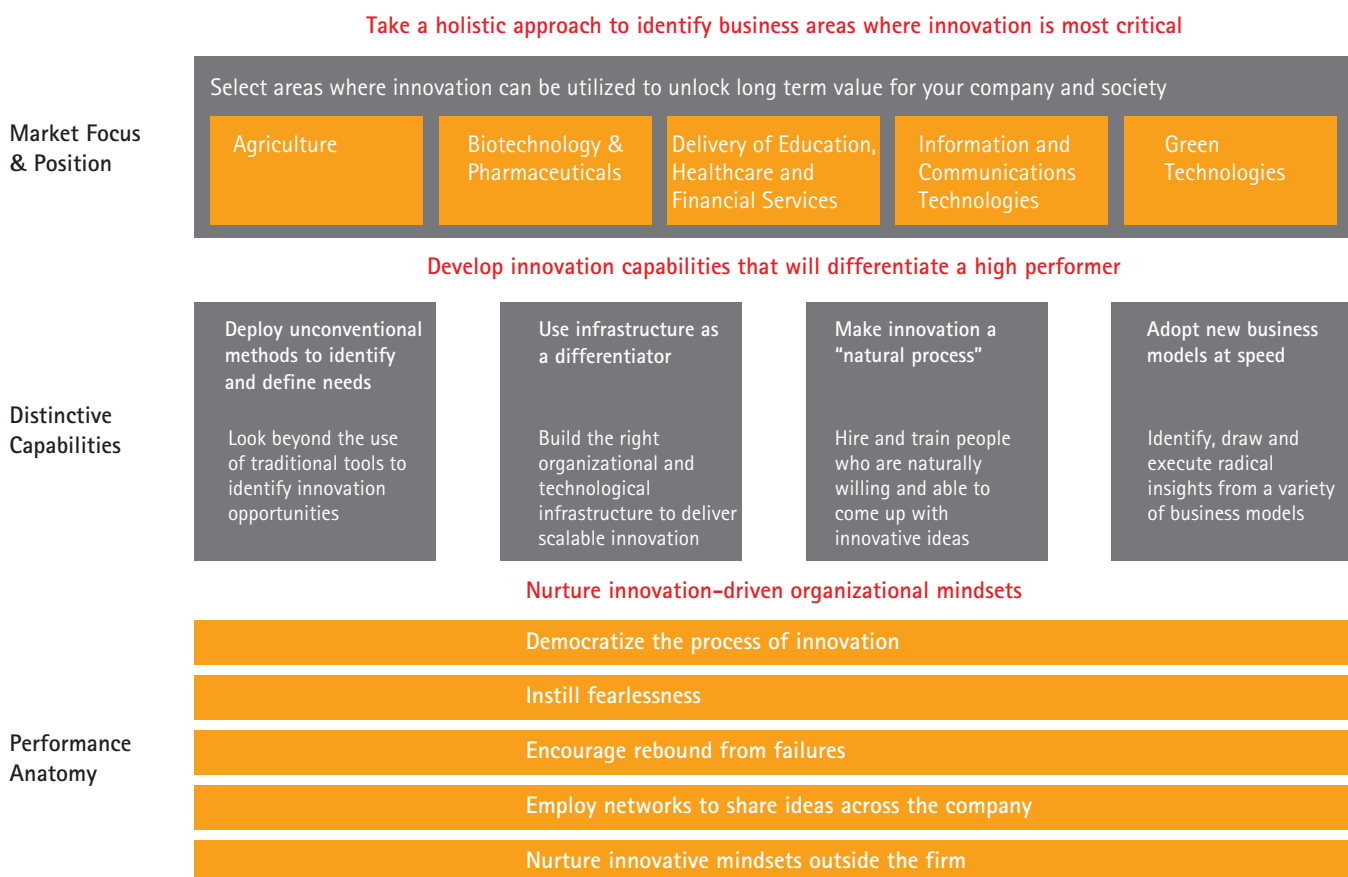 Take a holistic approach to identify business areas where innovation is most critical
Market Focus
& Position
Select areas where innovation can be utilized to unlock long term value for your company and society
Agriculture
Biotechnology &
Pharmaceuticals
Delivery of Education,
Healthcare and
Financial Services
Information and
Communications
Technologies
Green
Technologies
Develop innovation capabilities that will differentiate a high performer
Distinctive
Capabilities
Deploy unconventional
methods to identify
and define needs
Look beyond the use
of traditional tools to
identify innovation
opportunities
Use infrastructure as
a differentiator
Build the right
organizational and
technological
infrastructure to deliver
scalable innovation
Make innovation a
“natural process”
Hire and train people
who are naturally
willing and able to
come up with
innovative ideas
Adopt new business
models at speed
Identify, draw and
execute radical
insights from a variety
of business models
Nurture innovation-driven organizational mindsets
Performance
Anatomy
Democratize the process of innovation
Instill fearlessness
Encourage rebound from failures
Employ networks to share ideas across the company
Nurture innovative mindsets outside the firm